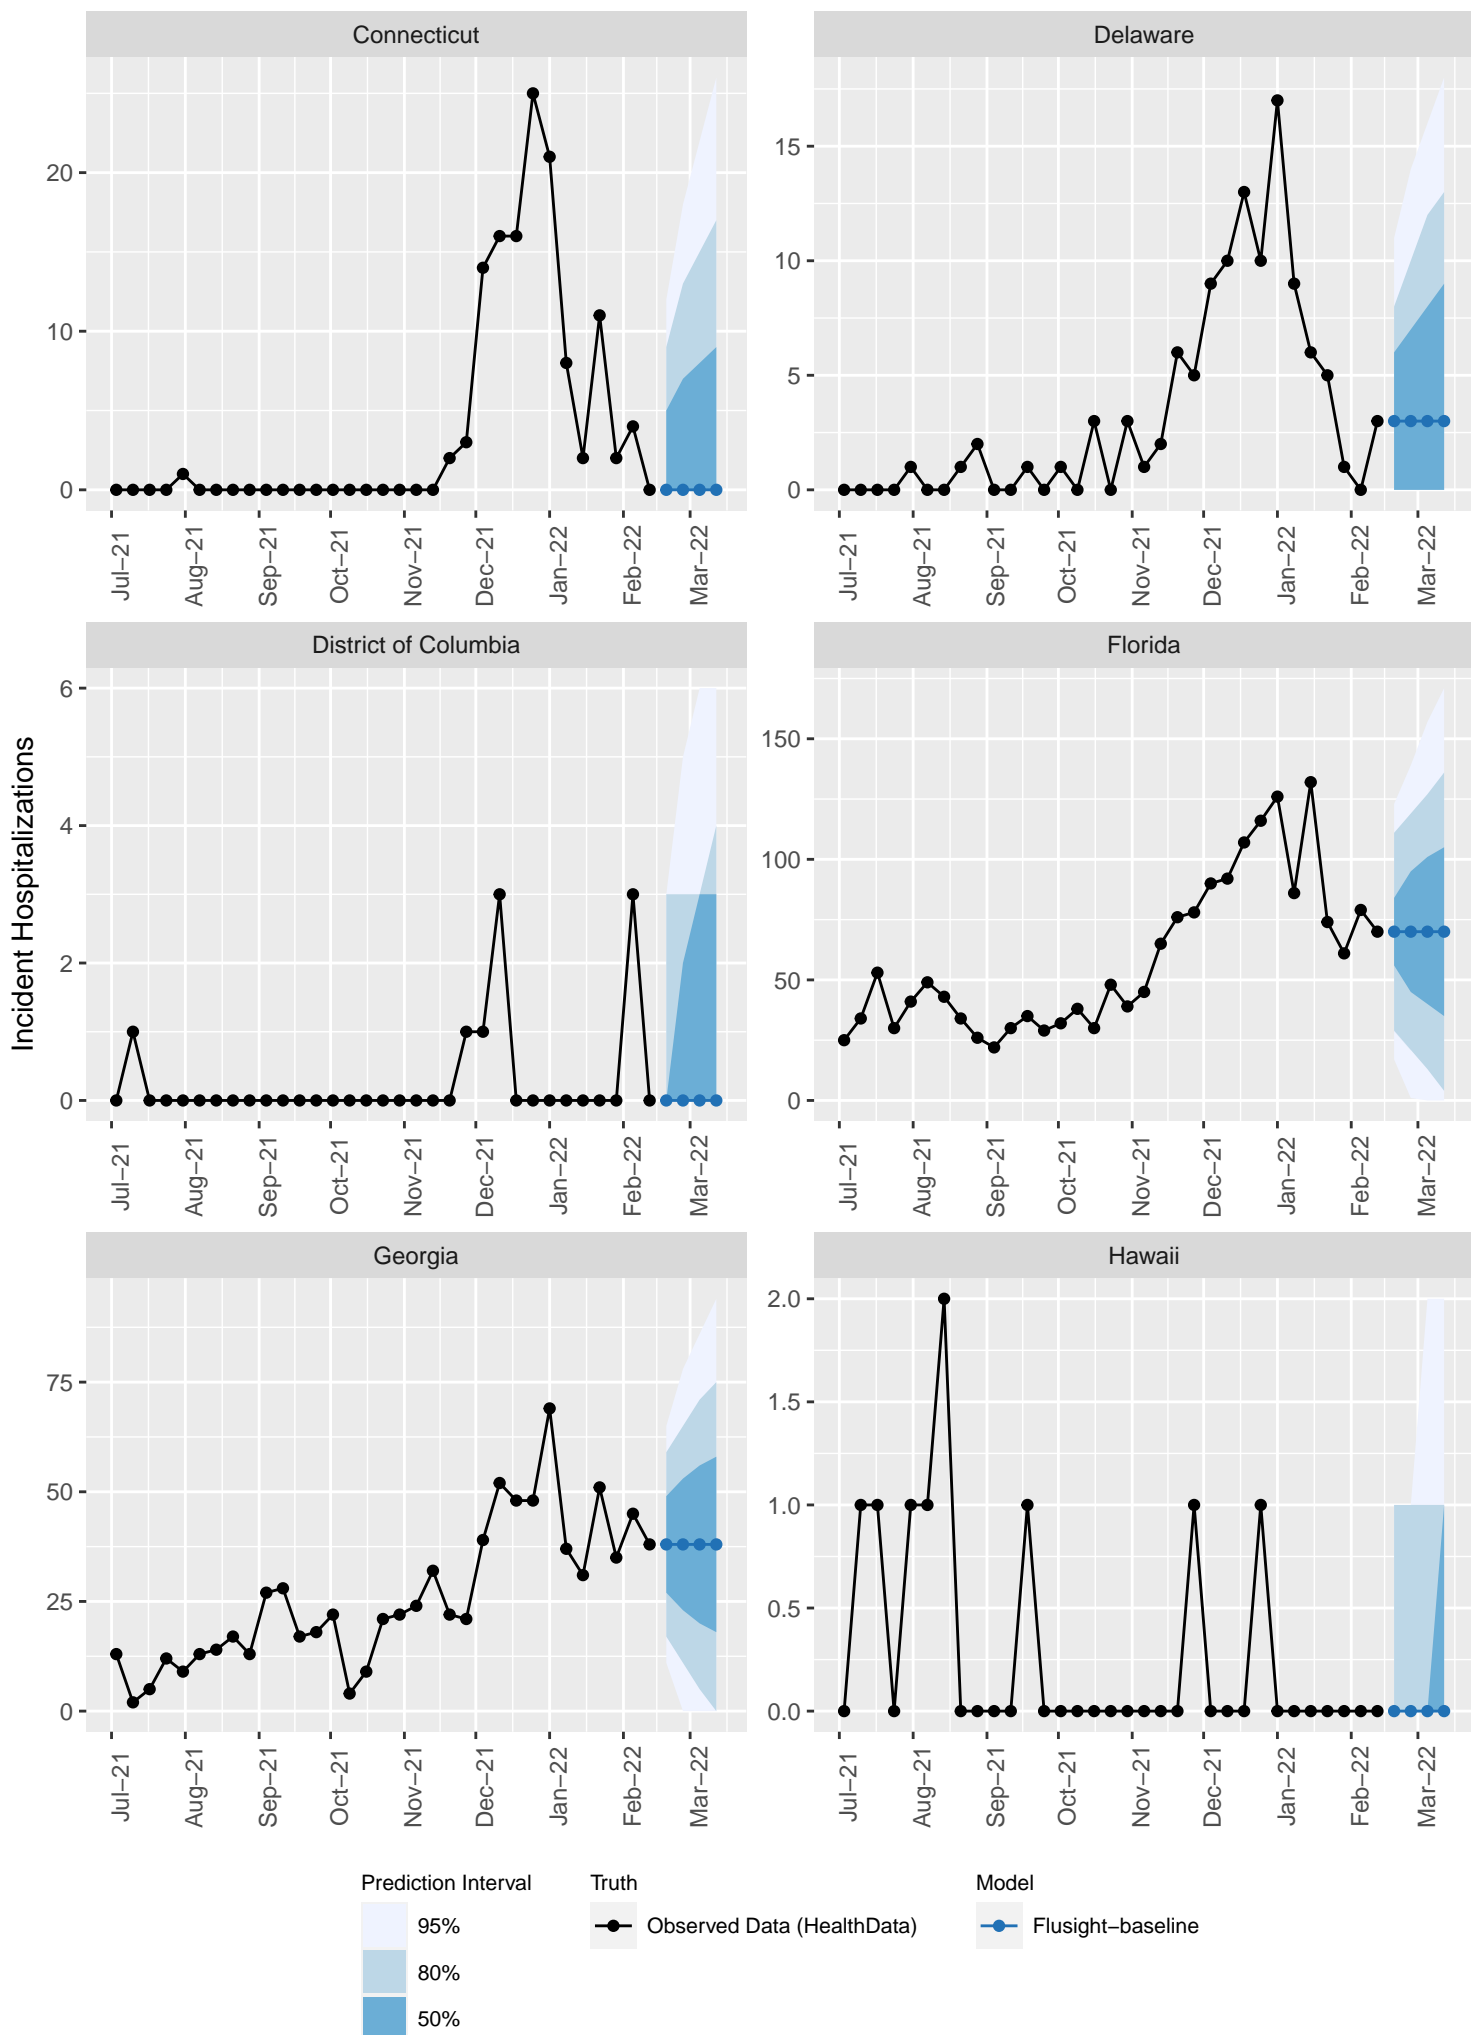 Connecticut
Delaware
20
10
0
15
10
5
0
Jul−21
Aug−21
Sep−21
Oct−21
Nov−21
Dec−21
Jan−22
Feb−22
Mar−22
Jul−21
Aug−21
Sep−21
Oct−21
Nov−21
Dec−21
Jan−22
Feb−22
Mar−22
Incident Hospitalizations
District of Columbia
Florida
6
4
2
0
150
100
50
0
Jul−21
Aug−21
Sep−21
Oct−21
Nov−21
Dec−21
Jan−22
Feb−22
Mar−22
Jul−21
Aug−21
Sep−21
Oct−21
Nov−21
Dec−21
Jan−22
Feb−22
Mar−22
Georgia
Hawaii
75
50
25
0
2.0
1.5
1.0
0.5
0.0
Jul−21
Aug−21
Sep−21
Oct−21
Nov−21
Dec−21
Jan−22
Feb−22
Mar−22
Jul−21
Aug−21
Sep−21
Oct−21
Nov−21
Dec−21
Jan−22
Feb−22
Mar−22
Prediction Interval
95%
80%
50%
Truth
Observed Data (HealthData)
Model
Flusight−baseline